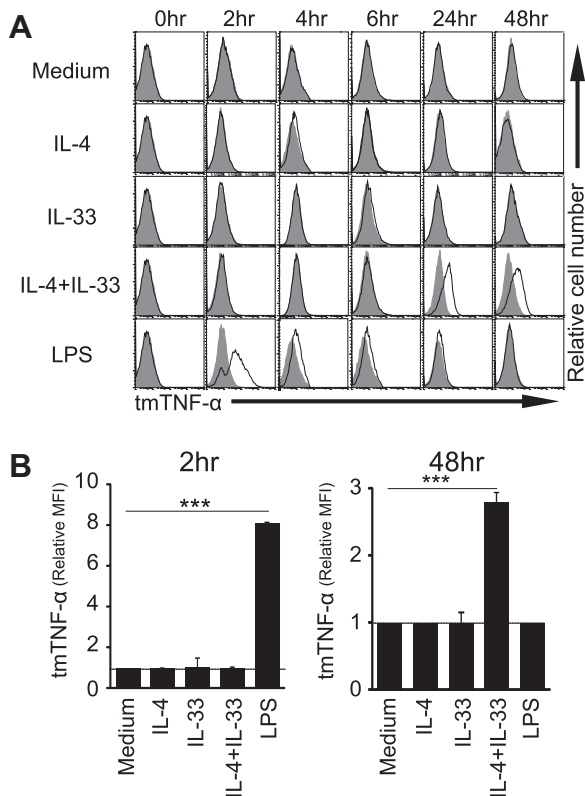 A
0hr 2hr 4hr 6hr 24hr 48hr
Medium
IL-4
IL-33
IL-4+IL-33
LPS
Relative cell number
tmTNF-α
B
2hr
tmTNF-α (Relative MFI)
10
8
6
4
2
0
***
Medium
IL-4
IL-33
IL-4+IL-33
LPS
48hr
tmTNF-α (Relative MFI)
3
2
1
0
***
Medium
IL-4
IL-33
IL-4+IL-33
LPS